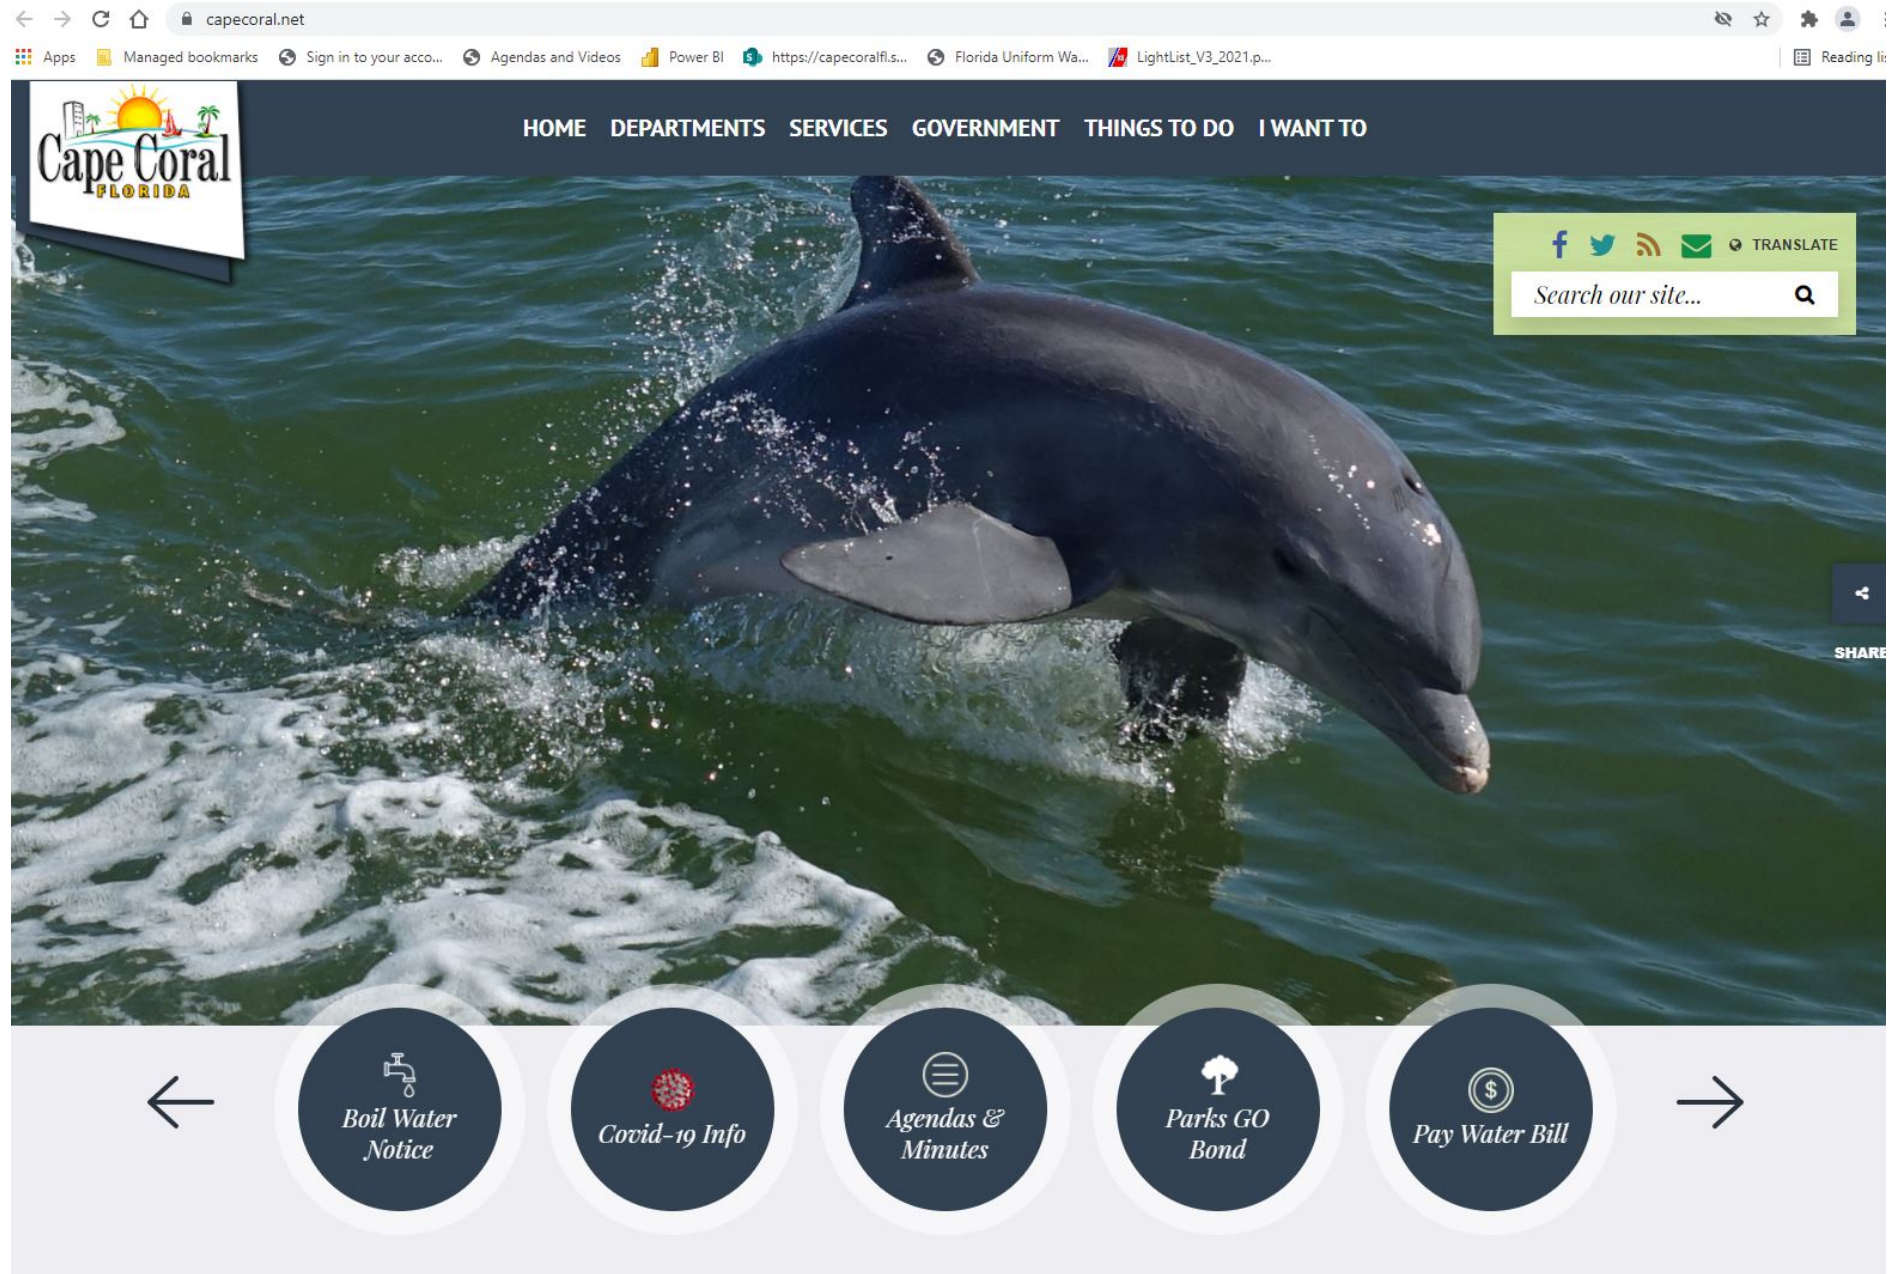 capecoral.net
Apps Managed bookmarks Sign in to your acco... Agendas and Videos Power BI https://capecoralfl.s... Florida Uniform Wa... LightList_V3_2021.p... Reading lis
Cape Coral
FLORIDA
HOME DEPARTMENTS SERVICES GOVERNMENT THINGS TO DO I WANT TO
TRANSLATE
Search our site...
SHARE
Boil Water
Notice
Covid-19 Info
Agendas &
Minutes
Parks GO
Bond
Pay Water Bill